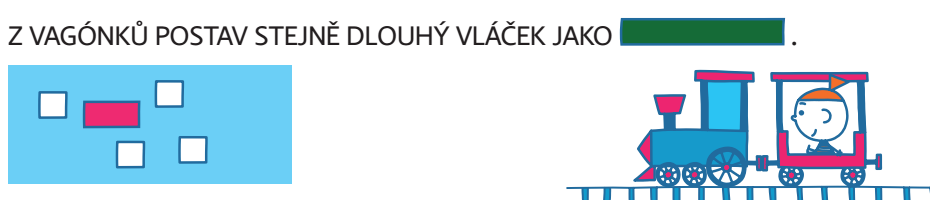 Z VAGÓNKŮ POSTAV STEJNĚ DLOUHÝ VLÁČEK JAKO .